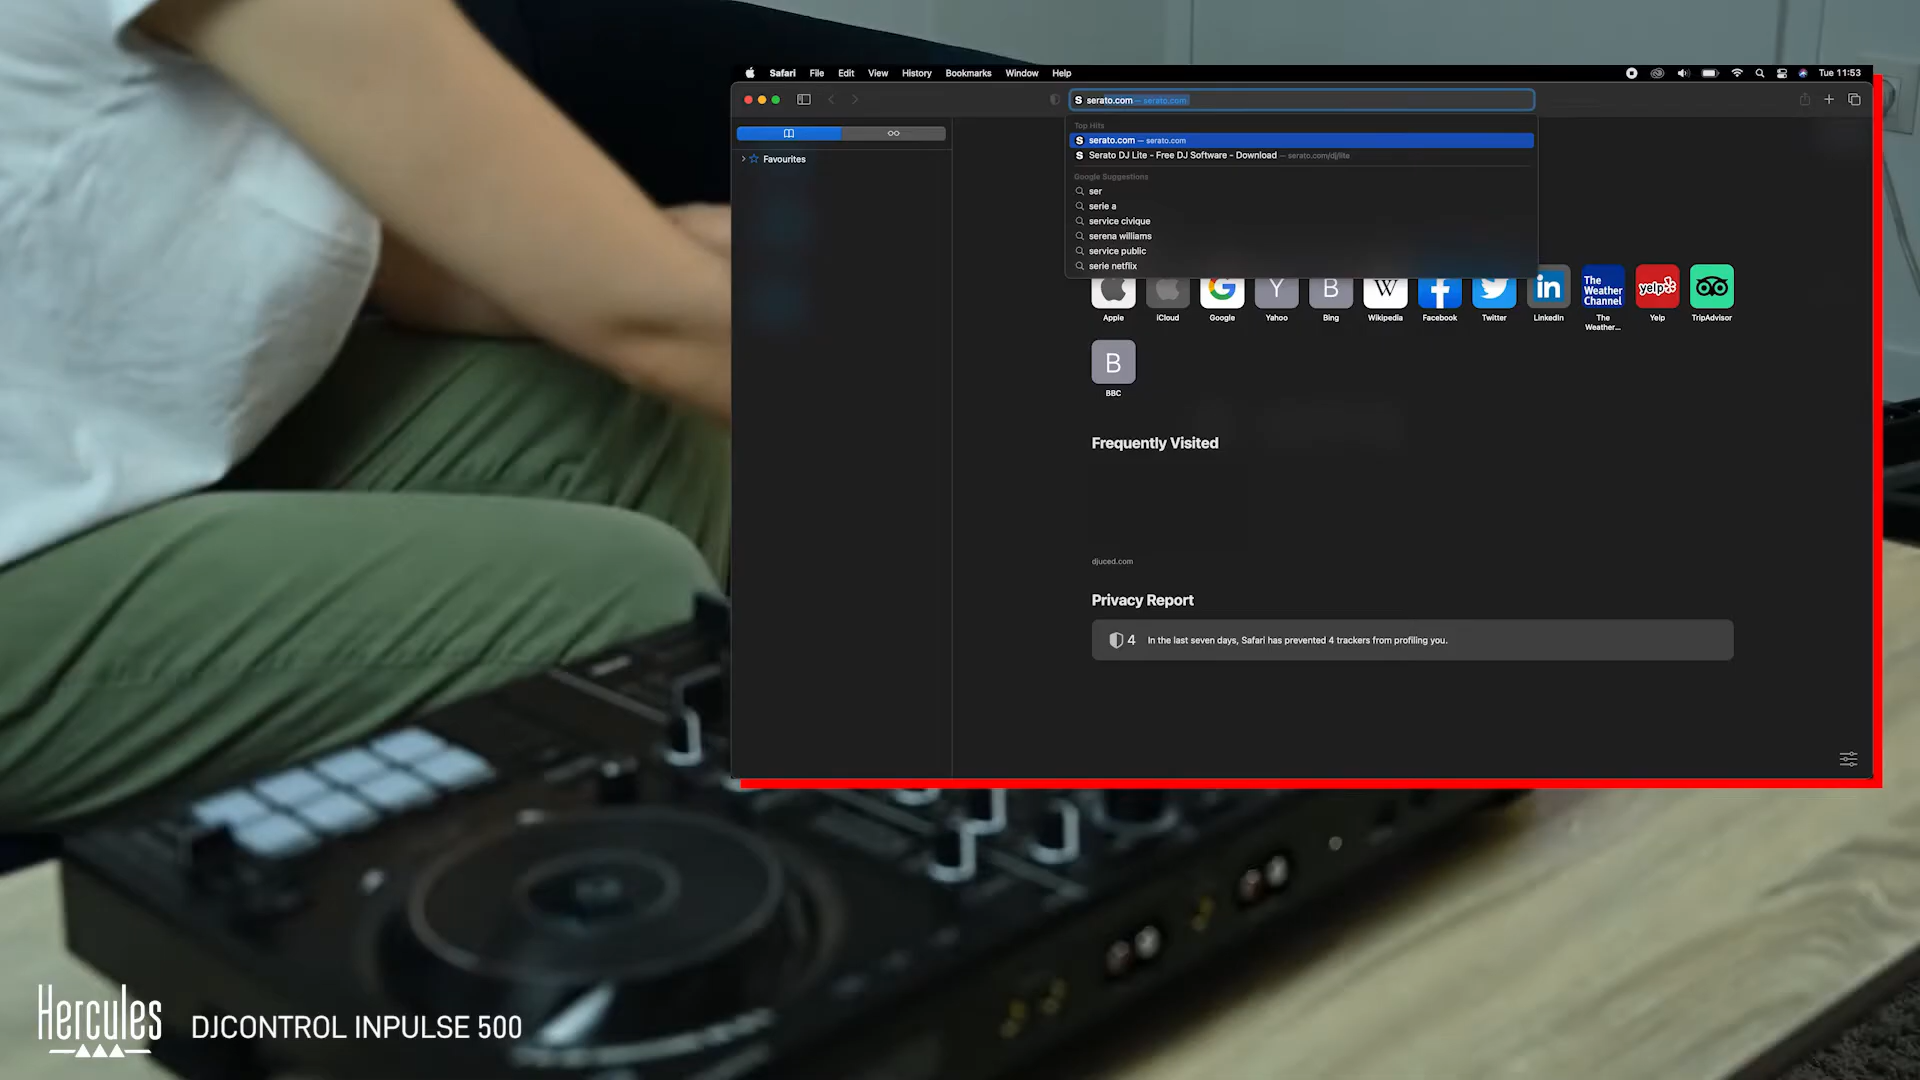 Safari File Edit View History Bookmarks Window Help Tue 11:53
serato.com — serato.com
Top Hits
serato.com — serato.com
Serato DJ Lite - Free DJ Software - Download — serato.com/dj/lite
Favourites
Google Suggestions
ser
serie a
service civique
serena williams
service public
serie netflix
G Y B W f in The Weather Channel yelp
Apple iCloud Google Yahoo Bing Wikipedia Facebook Twitter LinkedIn The Weather... Yelp TripAdvisor
B
BBC
Frequently Visited
djuced.com
Privacy Report
4 In the last seven days, Safari has prevented 4 trackers from profiling you.
Hercules DJCONTROL INPULSE 500